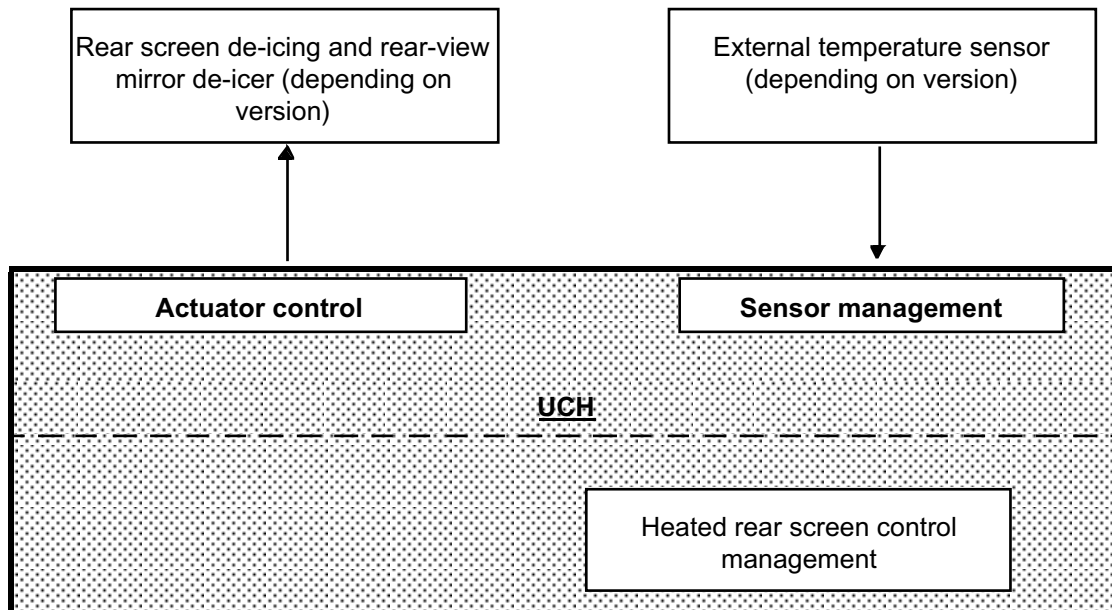 Rear screen de-icing and rear-view
mirror de-icer (depending on
version)
External temperature sensor
(depending on version)
Actuator control
Sensor management
UCH
Heated rear screen control
management